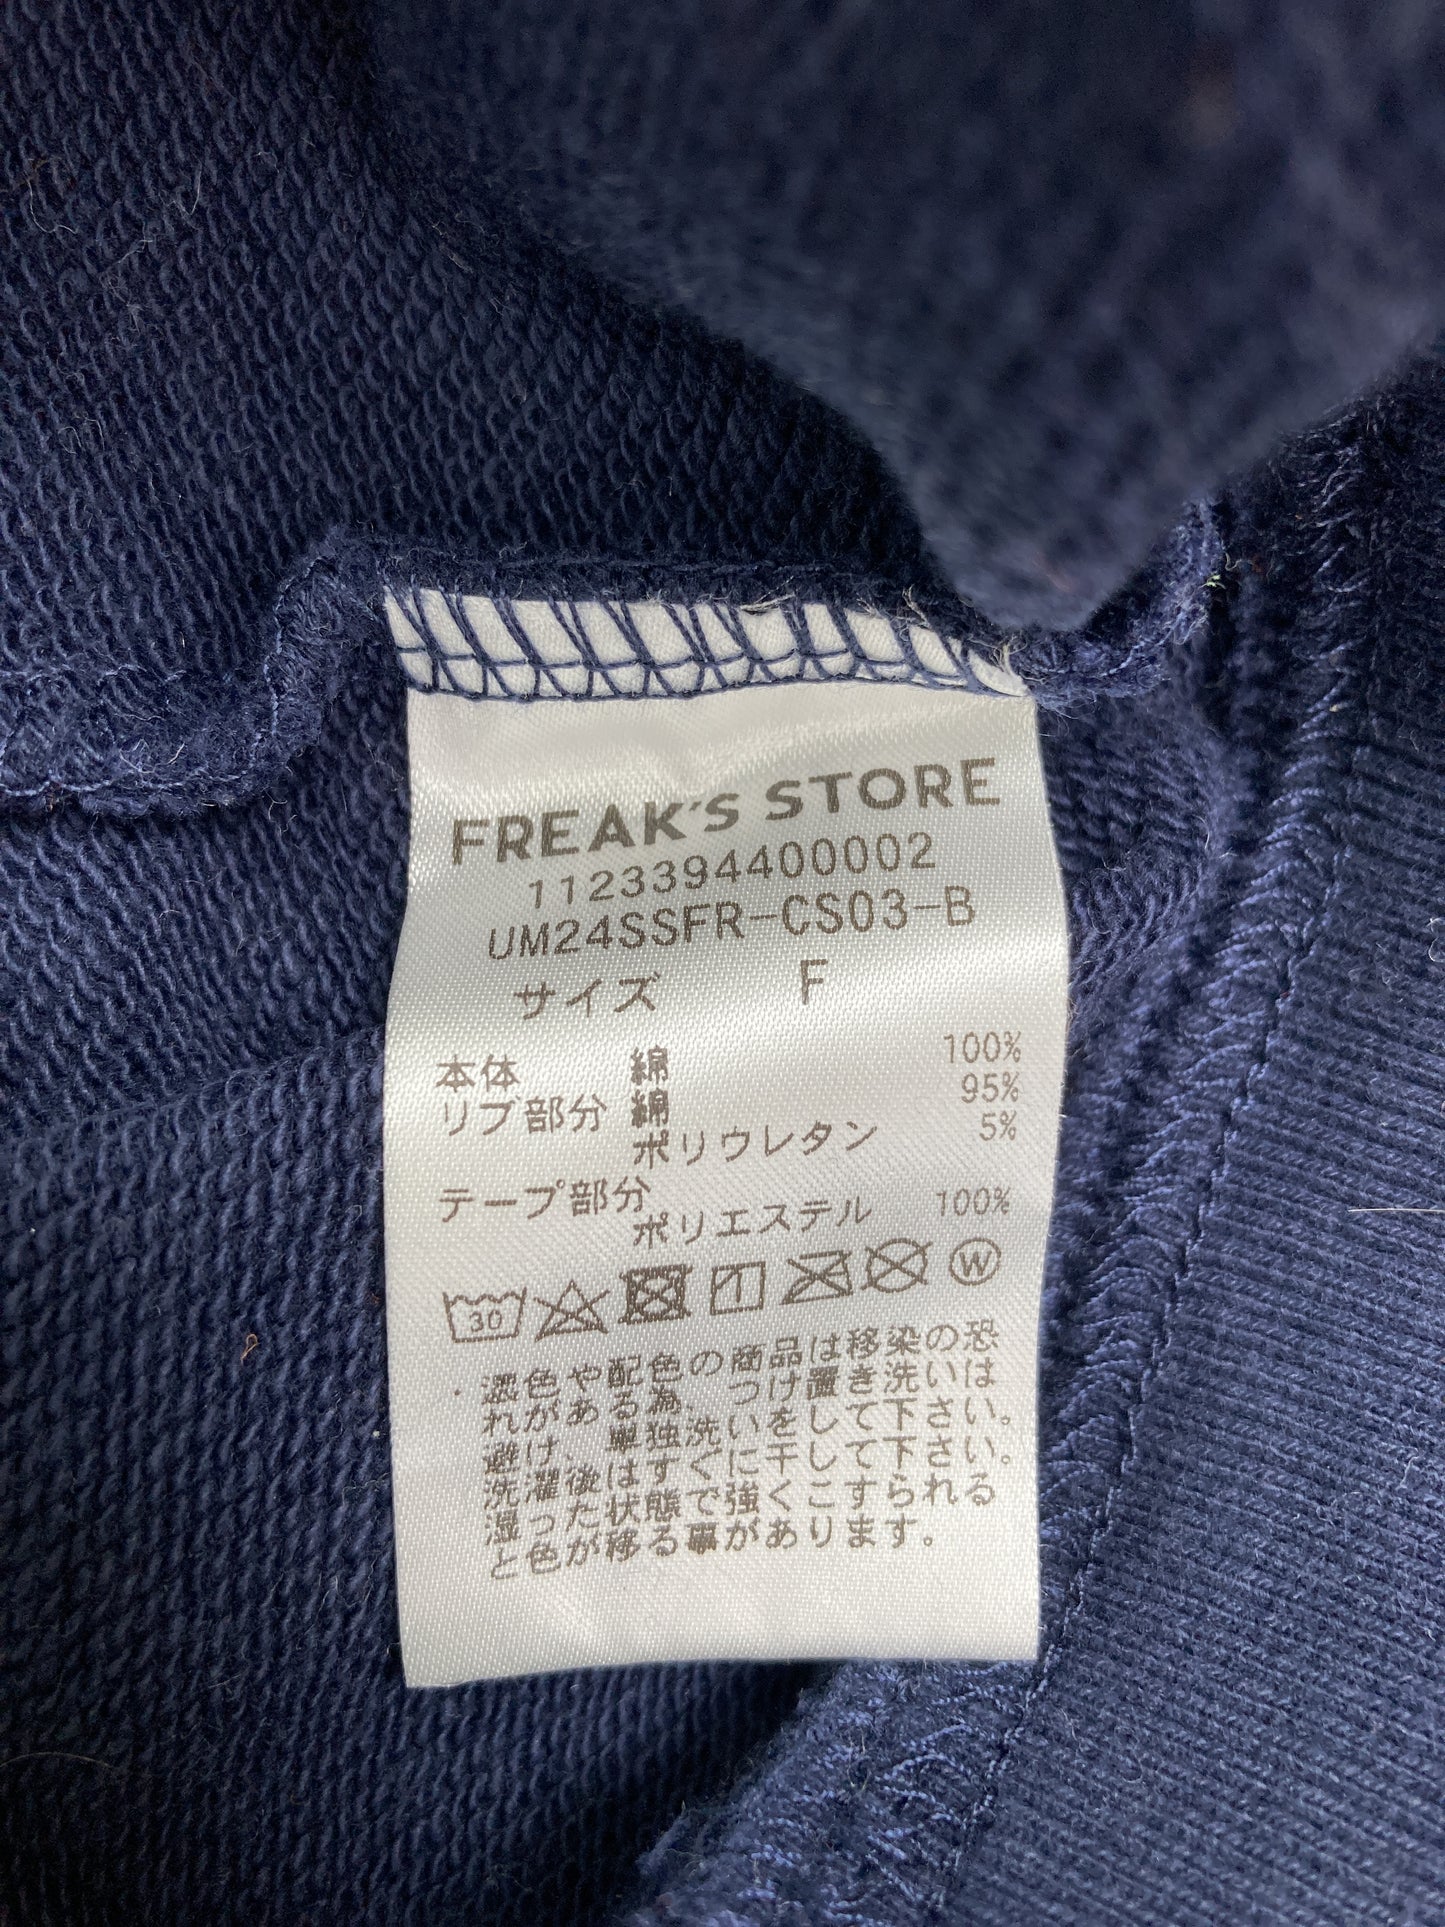 FREAK'S STORE
1123394400002
UM24SSFR-CS03-B
サイズ F
本体 綿 100%
リブ部分 綿 95%
ポリウレタン 5%
テープ部分
ポリエステル 100%
30 W
濃色や配色の商品は移染の恐
れがある為、つけ置き洗いは
避け、単独洗いをして下さい。
洗濯後はすぐに干して下さい。
湿った状態で強くこすられる
と色が移る事があります。